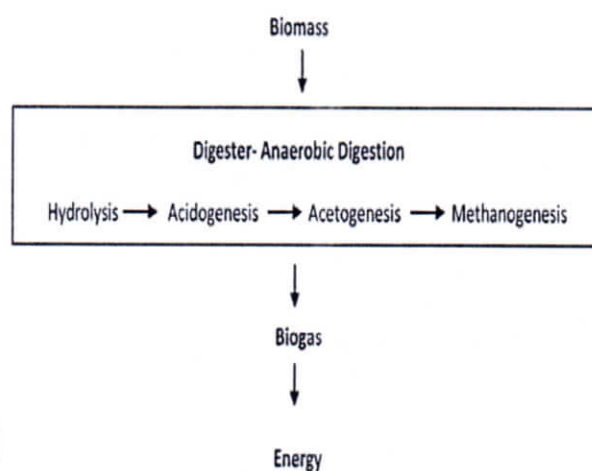 Biomass
Digester- Anaerobic Digestion
Hydrolysis → Acidogenesis → Acetogenesis → Methanogenesis
Biogas
Energy